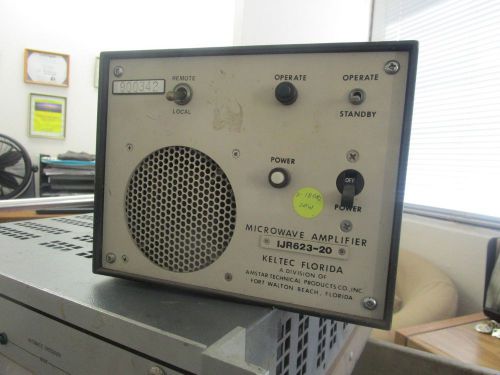 900342
REMOTE
LOCAL
OPERATE
OPERATE
STANDBY
POWER
OFF
POWER
20W
MICROWAVE AMPLIFIER
IJR623-20
KELTEC FLORIDA
A DIVISION OF
AMSTAR TECHNICAL PRODUCTS CO., INC.
FORT WALTON BEACH, FLORIDA